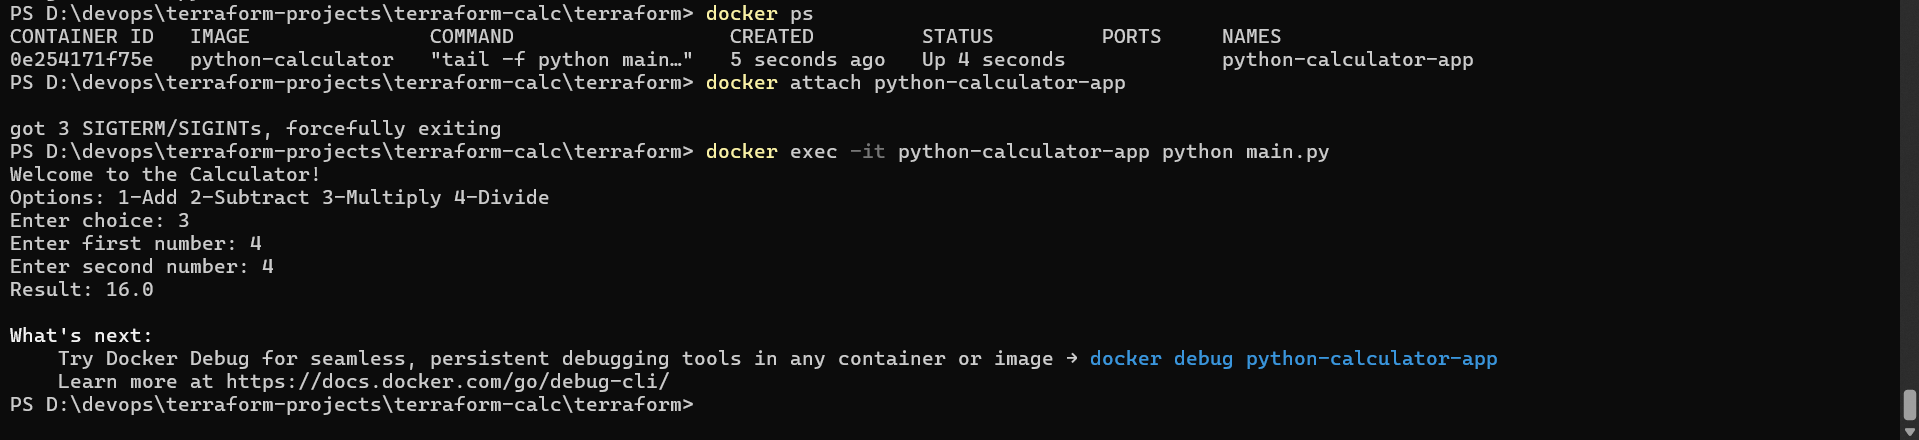 PS D:\devops\terraform-projects\terraform-calc\terraform> docker ps
CONTAINER ID   IMAGE               COMMAND                  CREATED         STATUS         PORTS     NAMES
0e254171f75e   python-calculator   "tail -f python main…"   5 seconds ago   Up 4 seconds             python-calculator-app
PS D:\devops\terraform-projects\terraform-calc\terraform> docker attach python-calculator-app
got 3 SIGTERM/SIGINTs, forcefully exiting
PS D:\devops\terraform-projects\terraform-calc\terraform> docker exec -it python-calculator-app python main.py
Welcome to the Calculator!
Options: 1-Add 2-Subtract 3-Multiply 4-Divide
Enter choice: 3
Enter first number: 4
Enter second number: 4
Result: 16.0
What's next:
    Try Docker Debug for seamless, persistent debugging tools in any container or image → docker debug python-calculator-app
    Learn more at https://docs.docker.com/go/debug-cli/
PS D:\devops\terraform-projects\terraform-calc\terraform>